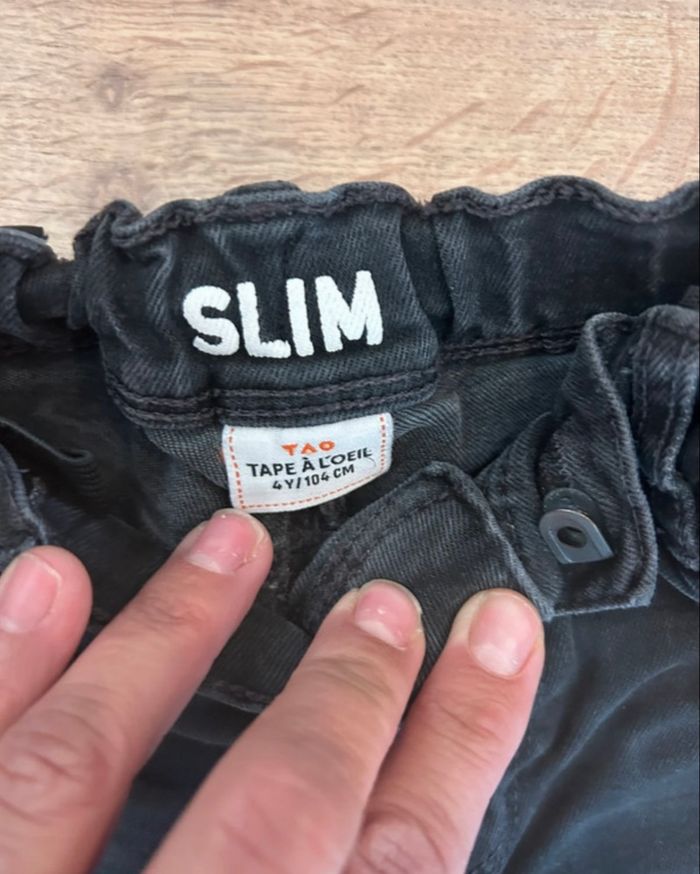 SLIM
TAO
TAPE À L'OEIL
4Y/104 CM